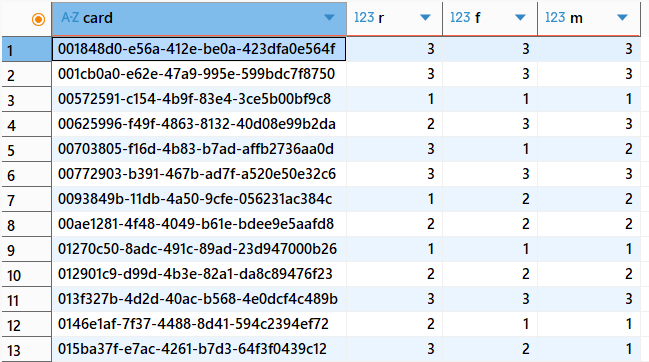 A-Z card 123 r 123 f 123 m
1 001848d0-e56a-412e-be0a-423dfa0e564f 3 3 3
2 001cb0a0-e62e-47a9-995e-599bdc7f8750 3 3 3
3 00572591-c154-4b9f-83e4-3ce5b00bf9c8 1 1 1
4 00625996-f49f-4863-8132-40d08e99b2da 2 3 3
5 00703805-f16d-4b83-b7ad-affb2736aa0d 3 1 2
6 00772903-b391-467b-ad7f-a520e50e32c6 3 3 3
7 0093849b-11db-4a50-9cfe-056231ac384c 1 2 2
8 00ae1281-4f48-4049-b61e-bdee9e5aafd8 2 2 2
9 01270c50-8adc-491c-89ad-23d947000b26 1 1 1
10 012901c9-d99d-4b3e-82a1-da8c89476f23 2 2 2
11 013f327b-4d2d-40ac-b568-4e0dcf4c489b 3 3 3
12 0146e1af-7f37-4488-8d41-594c2394ef72 2 1 1
13 015ba37f-e7ac-4261-b7d3-64f3f0439c12 3 2 1